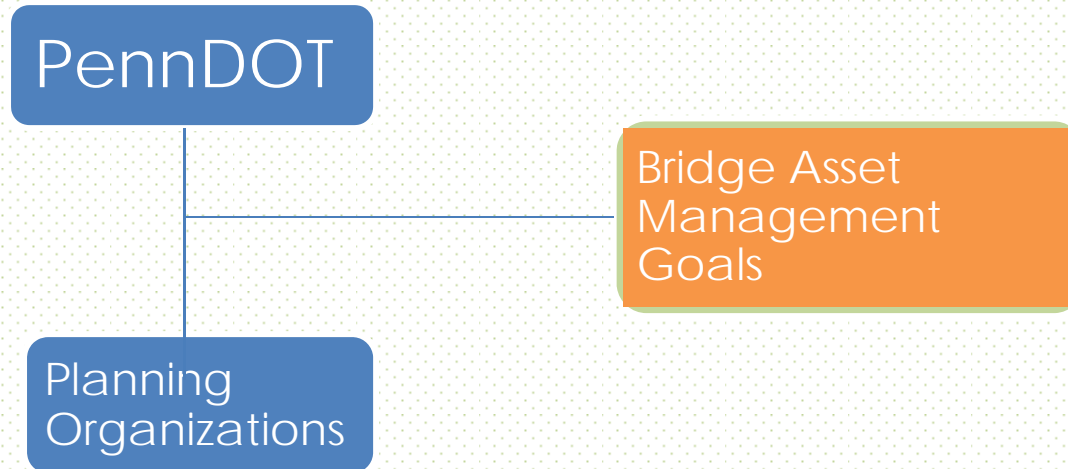 PennDOT
Bridge Asset
Management
Goals
Planning
Organizations